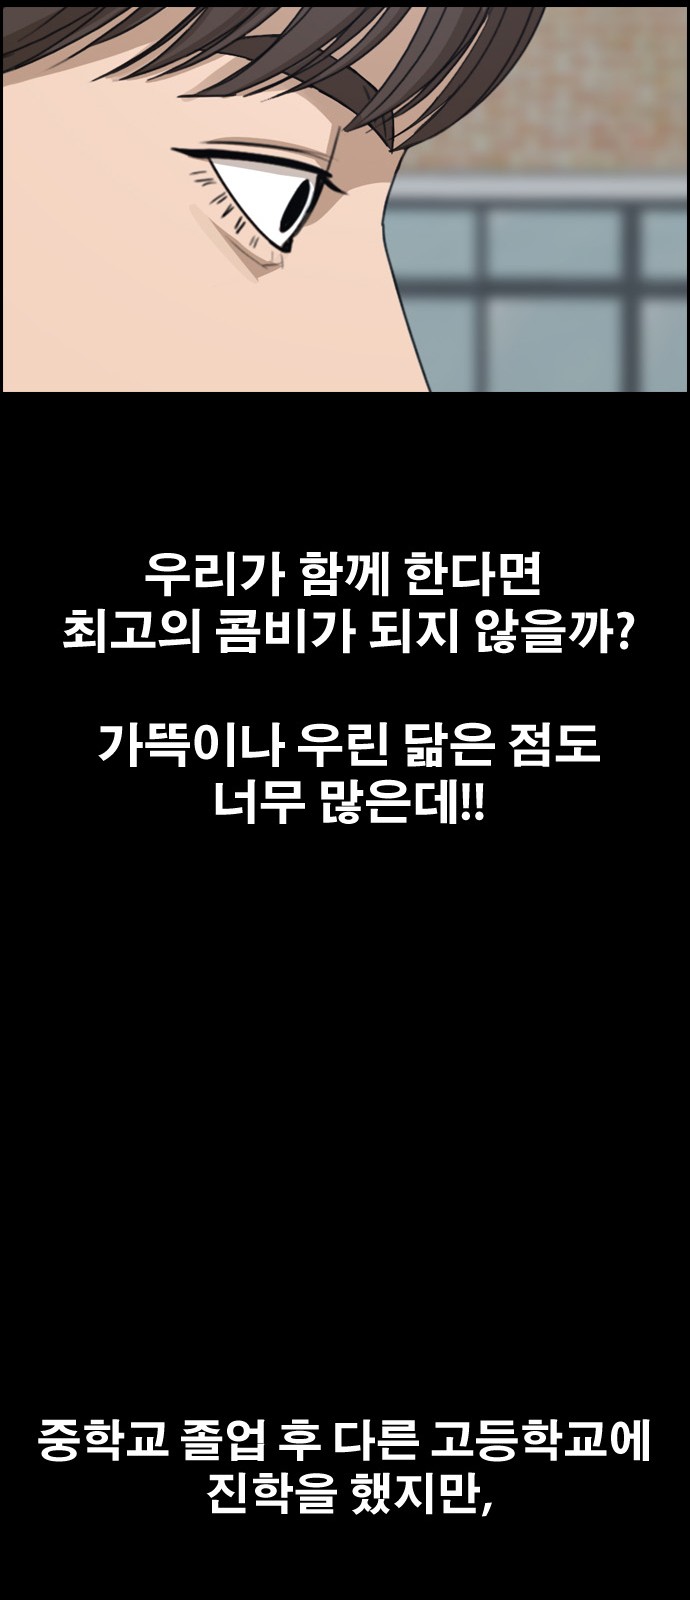 우리가 함께 한다면
최고의 콤비가 되지 않을까?
가뜩이나 우린 닮은 점도
너무 많은데!!
중학교 졸업 후 다른 고등학교에
진학을 했지만,